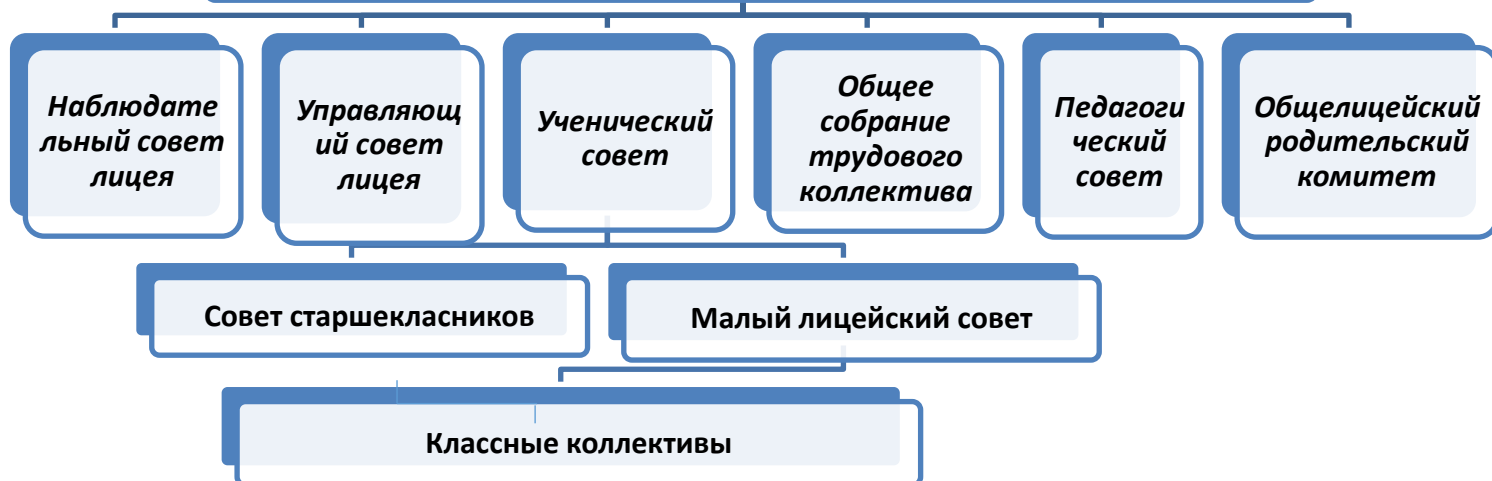 Наблюдате
льный совет
лицея
Управляющ
ий совет
лицея
Ученический
совет
Общее
собрание
трудового
коллектива
Педагоги
ческий
совет
Общелицейский
родительский
комитет
Совет старшекласников
Малый лицейский совет
Классные коллективы